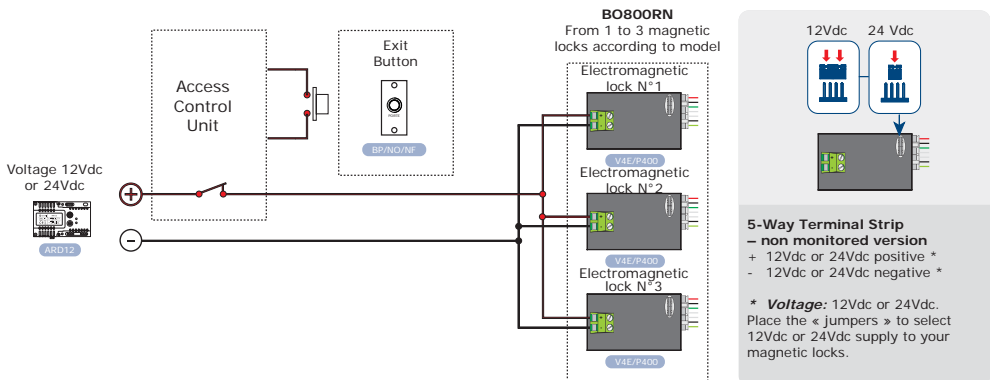 BO800RN
From 1 to 3 magnetic
locks according to model
Access
Control
Unit
Exit
Button
BP/NO/NF
Voltage 12Vdc
or 24Vdc
ARD12
+
-
Electromagnetic
lock N°1
V4E/P400
Electromagnetic
lock N°2
V4E/P400
Electromagnetic
lock N°3
V4E/P400
12Vdc
24 Vdc
5-Way Terminal Strip
– non monitored version
+ 12Vdc or 24Vdc positive *
- 12Vdc or 24Vdc negative *
* Voltage: 12Vdc or 24Vdc.
Place the « jumpers » to select
12Vdc or 24Vdc supply to your
magnetic locks.